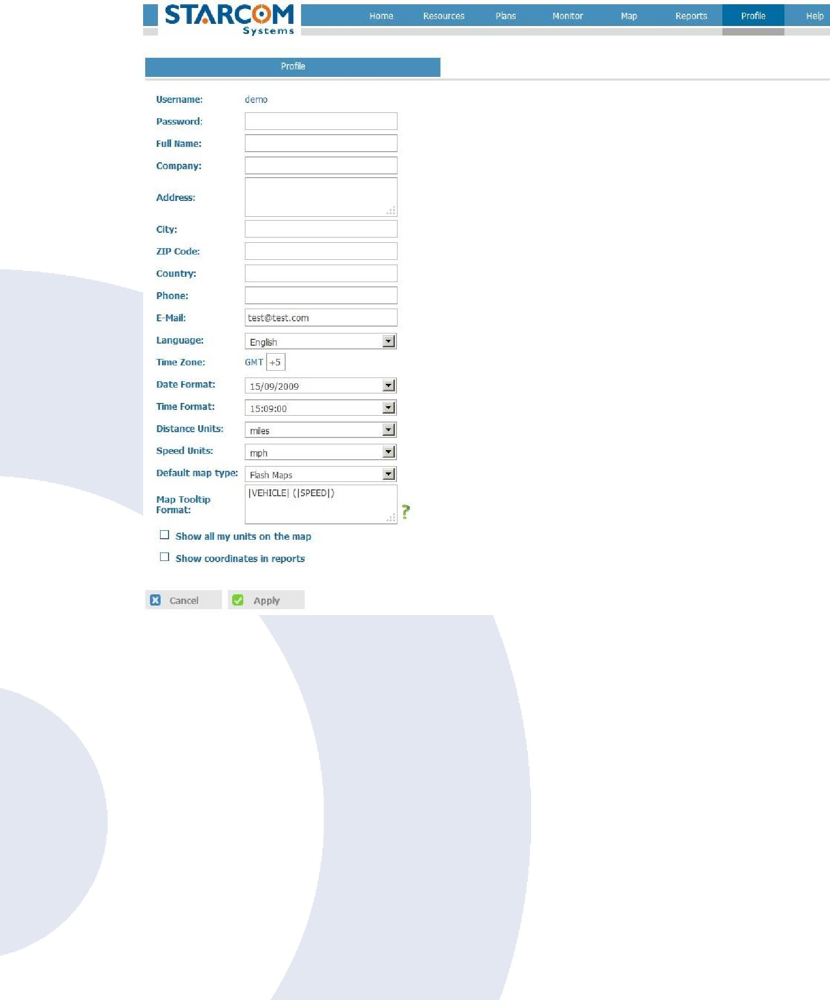 STARCOM
Systems
Home Resources Plans Monitor Map Reports Profile Help
Profile
Username: demo
Password:
Full Name:
Company:
Address:
City:
ZIP Code:
Country:
Phone:
E-Mail: test@test.com
Language: English
Time Zone: GMT +5
Date Format: 15/09/2009
Time Format: 15:09:00
Distance Units: miles
Speed Units: mph
Default map type: Flash Maps
Map Tooltip
Format: |VEHICLE| (|SPEED|)
?
Show all my units on the map
Show coordinates in reports
Cancel Apply